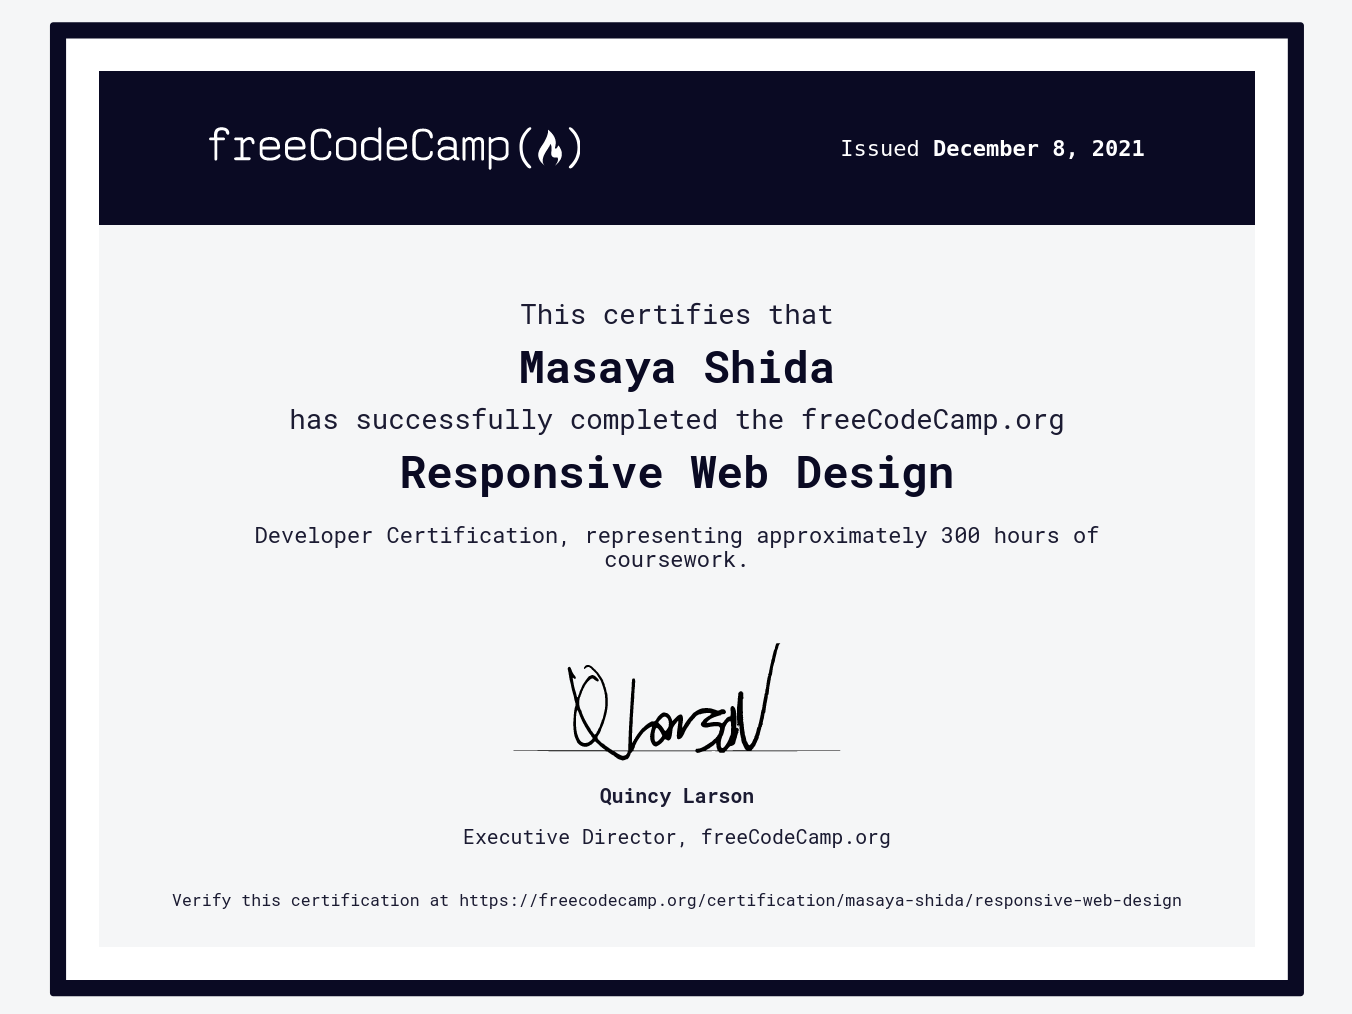 freeCodeCamp
Issued December 8, 2021
This certifies that
Masaya Shida
has successfully completed the freeCodeCamp.org
Responsive Web Design
Developer Certification, representing approximately 300 hours of
coursework.
Q Larson
Quincy Larson
Executive Director, freeCodeCamp.org
Verify this certification at https://freecodecamp.org/certification/masaya-shida/responsive-web-design